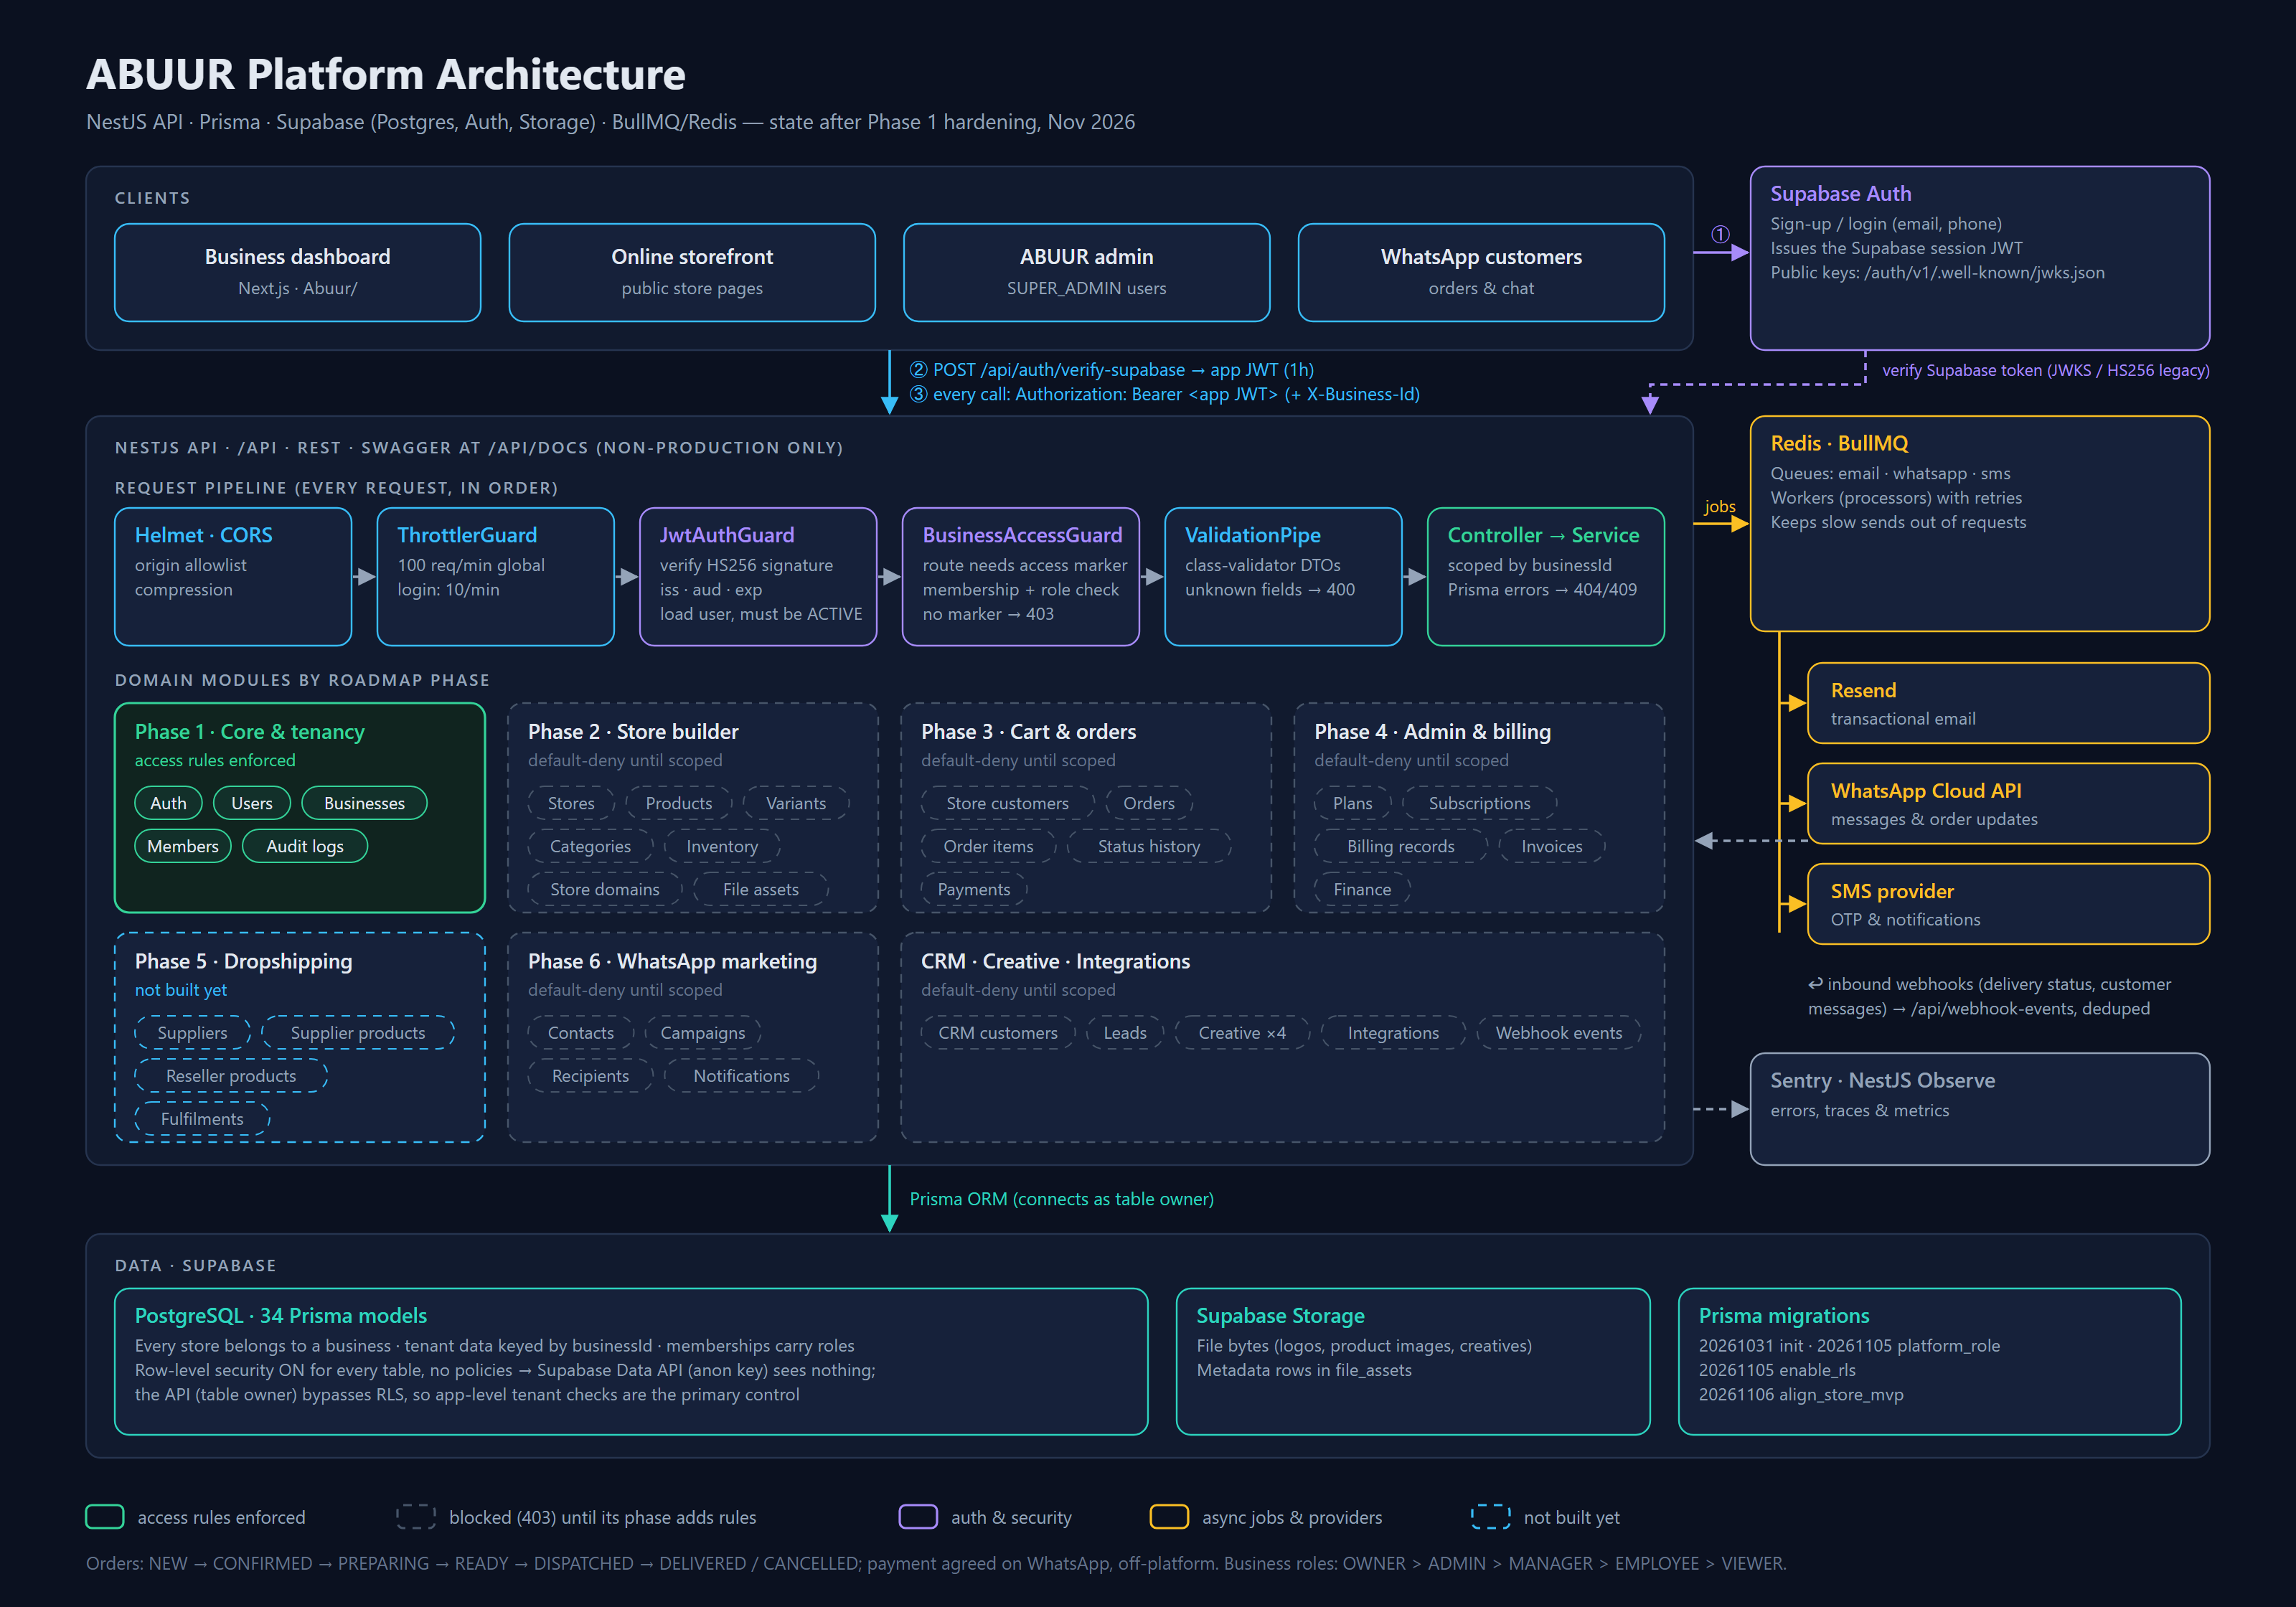 ABUUR Platform Architecture
NestJS API · Prisma · Supabase (Postgres, Auth, Storage) · BullMQ/Redis — state after Phase 1 hardening, Nov 2026
CLIENTS
Business dashboard
Next.js · Abuur/
Online storefront
public store pages
ABUUR admin
SUPER_ADMIN users
WhatsApp customers
orders & chat
①
Supabase Auth
Sign-up / login (email, phone)
Issues the Supabase session JWT
Public keys: /auth/v1/.well-known/jwks.json
② POST /api/auth/verify-supabase → app JWT (1h)
③ every call: Authorization: Bearer <app JWT> (+ X-Business-Id)
verify Supabase token (JWKS / HS256 legacy)
NESTJS API · /API · REST · SWAGGER AT /API/DOCS (NON-PRODUCTION ONLY)
REQUEST PIPELINE (EVERY REQUEST, IN ORDER)
Helmet · CORS
origin allowlist
compression
ThrottlerGuard
100 req/min global
login: 10/min
JwtAuthGuard
verify HS256 signature
iss · aud · exp
load user, must be ACTIVE
BusinessAccessGuard
route needs access marker
membership + role check
no marker → 403
ValidationPipe
class-validator DTOs
unknown fields → 400
Controller → Service
scoped by businessId
Prisma errors → 404/409
jobs
Redis · BullMQ
Queues: email · whatsapp · sms
Workers (processors) with retries
Keeps slow sends out of requests
DOMAIN MODULES BY ROADMAP PHASE
Phase 1 · Core & tenancy
access rules enforced
Auth
Users
Businesses
Members
Audit logs
Phase 2 · Store builder
default-deny until scoped
Stores
Products
Variants
Categories
Inventory
Store domains
File assets
Phase 3 · Cart & orders
default-deny until scoped
Store customers
Orders
Order items
Status history
Payments
Phase 4 · Admin & billing
default-deny until scoped
Plans
Subscriptions
Billing records
Invoices
Finance
Resend
transactional email
WhatsApp Cloud API
messages & order updates
SMS provider
OTP & notifications
Phase 5 · Dropshipping
not built yet
Suppliers
Supplier products
Reseller products
Fulfilments
Phase 6 · WhatsApp marketing
default-deny until scoped
Contacts
Campaigns
Recipients
Notifications
CRM · Creative · Integrations
default-deny until scoped
CRM customers
Leads
Creative ×4
Integrations
Webhook events
↩ inbound webhooks (delivery status, customer
messages) → /api/webhook-events, deduped
Sentry · NestJS Observe
errors, traces & metrics
Prisma ORM (connects as table owner)
DATA · SUPABASE
PostgreSQL · 34 Prisma models
Every store belongs to a business · tenant data keyed by businessId · memberships carry roles
Row-level security ON for every table, no policies → Supabase Data API (anon key) sees nothing;
the API (table owner) bypasses RLS, so app-level tenant checks are the primary control
Supabase Storage
File bytes (logos, product images, creatives)
Metadata rows in file_assets
Prisma migrations
20261031 init · 20261105 platform_role
20261105 enable_rls
20261106 align_store_mvp
access rules enforced
blocked (403) until its phase adds rules
auth & security
async jobs & providers
not built yet
Orders: NEW → CONFIRMED → PREPARING → READY → DISPATCHED → DELIVERED / CANCELLED; payment agreed on WhatsApp, off-platform. Business roles: OWNER > ADMIN > MANAGER > EMPLOYEE > VIEWER.